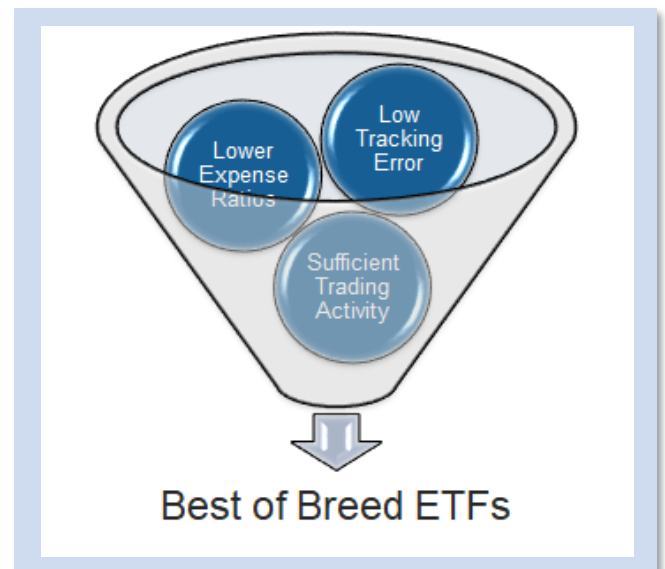 Low
Tracking
Error
Lower
Expense
Ratios
Sufficient
Trading
Activity
Best of Breed ETFs